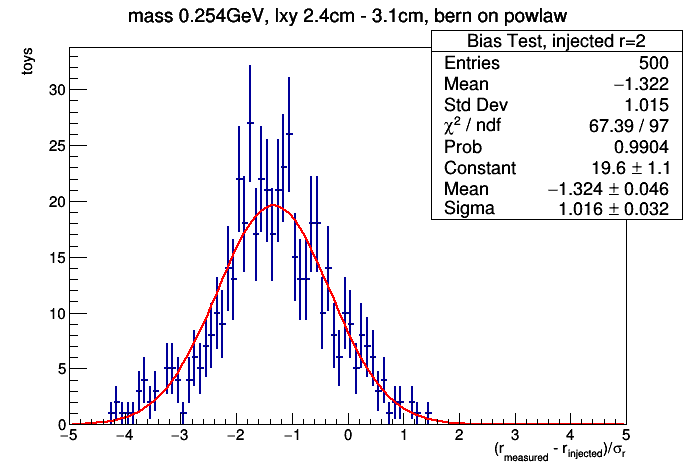 mass 0.254GeV, lxy 2.4cm - 3.1cm, bern on powlaw
Bias Test, injected r=2
Entries 500
Mean −1.322
Std Dev 1.015
χ² / ndf 67.39 / 97
Prob 0.9904
Constant 19.6 ± 1.1
Mean −1.324 ± 0.046
Sigma 1.016 ± 0.032
toys
30
25
20
15
10
5
0
−5 −4 −3 −2 −1 0 1 2 3 4 5
(r_measured - r_injected)/σ_r